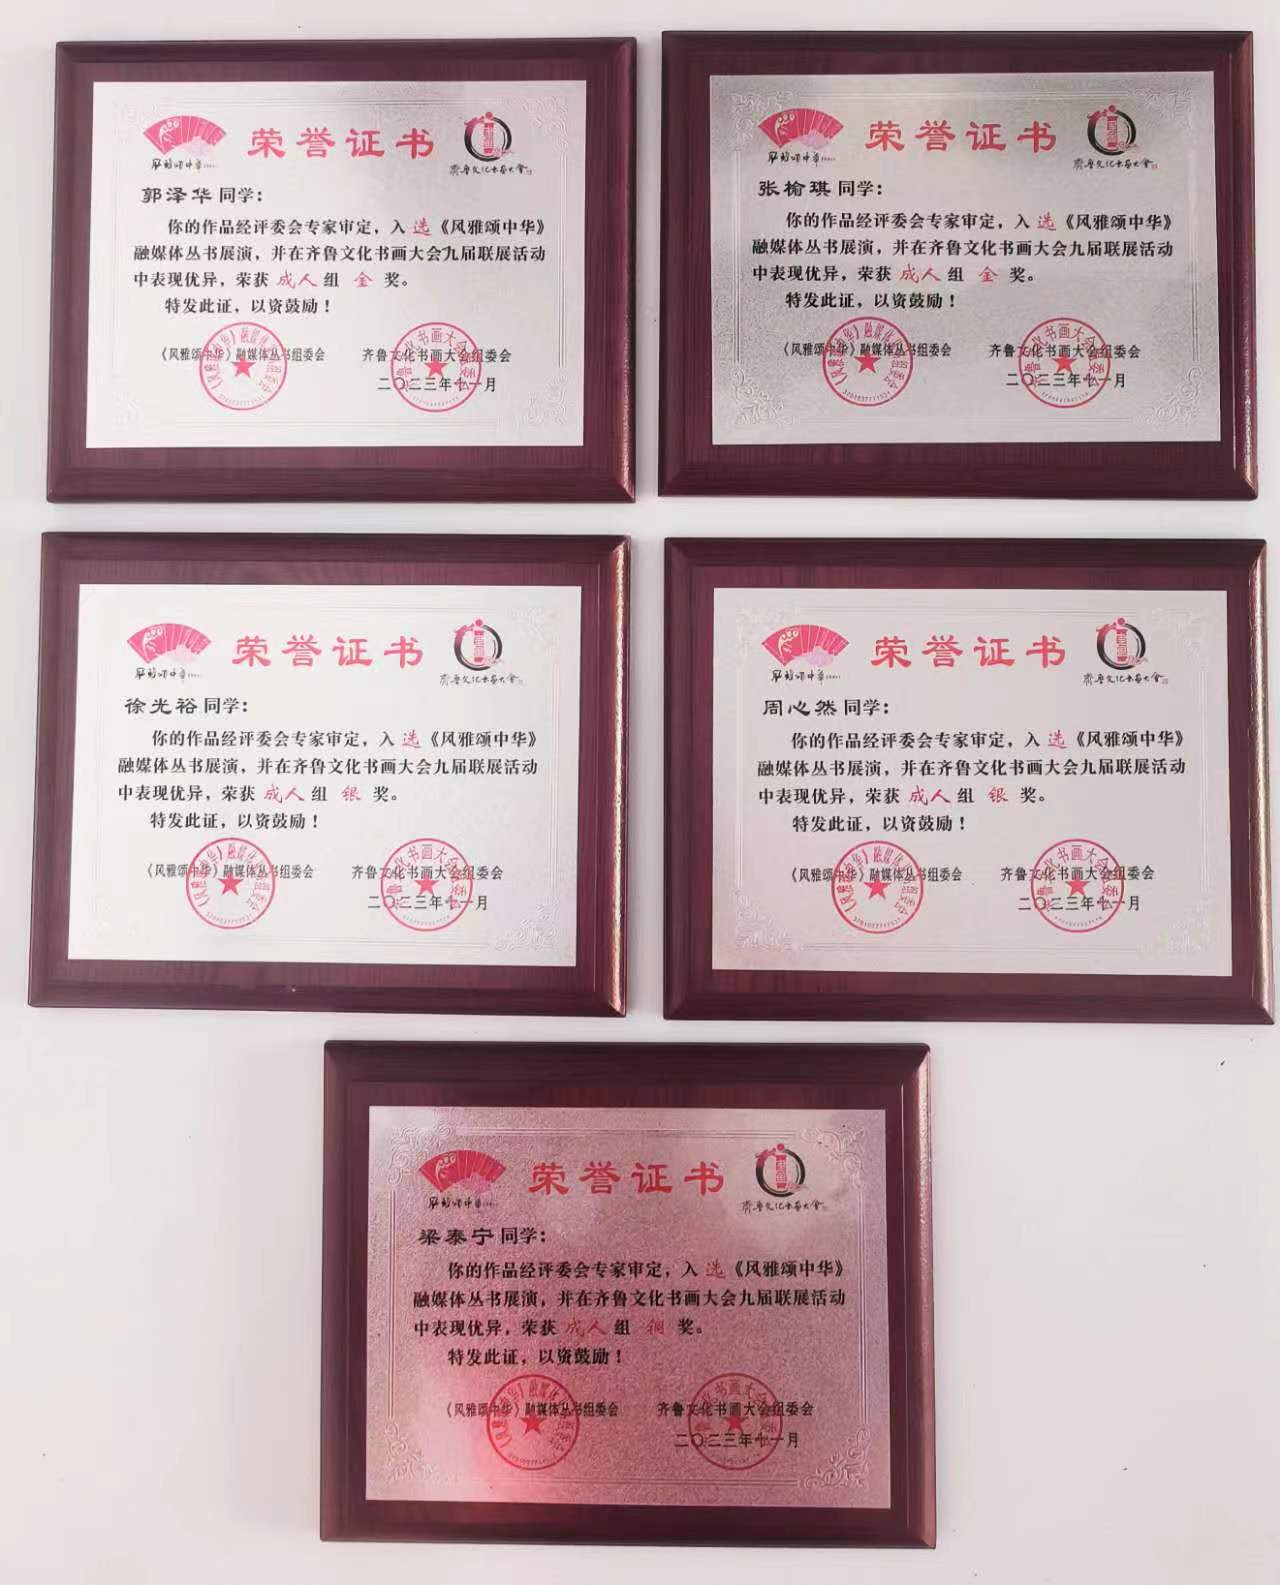 荣誉证书
风雅颂中华
齐鲁文化书画大會
郭泽华同学：
你的作品经评委会专家审定，入选《风雅颂中华》
融媒体丛书展演，并在齐鲁文化书画大会九届联展活动
中表现优异，荣获成人组金奖。
特发此证，以资鼓励！
《风雅颂中华》融媒体丛书组委会 齐鲁文化书画大会组委会
二〇二三年十一月
荣誉证书
风雅颂中华
齐鲁文化书画大會
张榆琪同学：
你的作品经评委会专家审定，入选《风雅颂中华》
融媒体丛书展演，并在齐鲁文化书画大会九届联展活动
中表现优异，荣获成人组金奖。
特发此证，以资鼓励！
《风雅颂中华》融媒体丛书组委会 齐鲁文化书画大会组委会
二〇二三年十一月
荣誉证书
风雅颂中华
齐鲁文化书画大會
徐光裕同学：
你的作品经评委会专家审定，入选《风雅颂中华》
融媒体丛书展演，并在齐鲁文化书画大会九届联展活动
中表现优异，荣获成人组银奖。
特发此证，以资鼓励！
《风雅颂中华》融媒体丛书组委会 齐鲁文化书画大会组委会
二〇二三年十一月
荣誉证书
风雅颂中华
齐鲁文化书画大會
周心然同学：
你的作品经评委会专家审定，入选《风雅颂中华》
融媒体丛书展演，并在齐鲁文化书画大会九届联展活动
中表现优异，荣获成人组银奖。
特发此证，以资鼓励！
《风雅颂中华》融媒体丛书组委会 齐鲁文化书画大会组委会
二〇二三年十一月
荣誉证书
风雅颂中华
齐鲁文化书画大會
梁泰宁同学：
你的作品经评委会专家审定，入选《风雅颂中华》
融媒体丛书展演，并在齐鲁文化书画大会九届联展活动
中表现优异，荣获成人组铜奖。
特发此证，以资鼓励！
《风雅颂中华》融媒体丛书组委会 齐鲁文化书画大会组委会
二〇二三年十一月